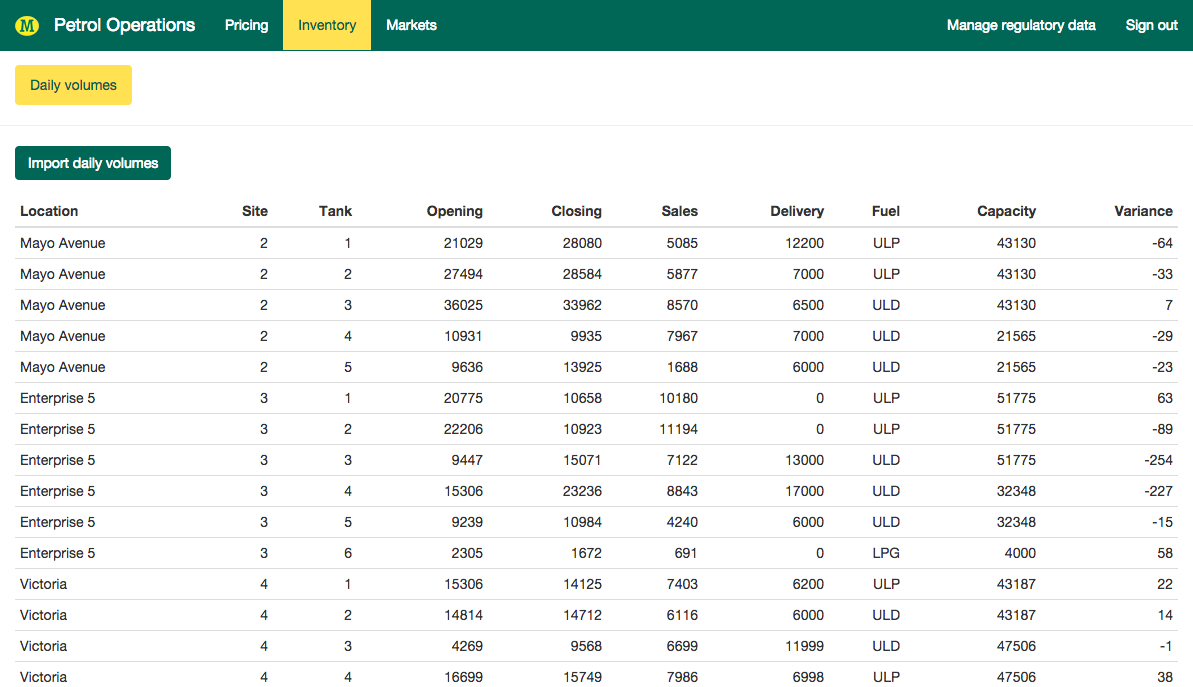 M Petrol Operations Pricing Inventory Markets Manage regulatory data Sign out
Daily volumes
Import daily volumes
Location Site Tank Opening Closing Sales Delivery Fuel Capacity Variance
Mayo Avenue 2 1 21029 28080 5085 12200 ULP 43130 -64
Mayo Avenue 2 2 27494 28584 5877 7000 ULP 43130 -33
Mayo Avenue 2 3 36025 33962 8570 6500 ULD 43130 7
Mayo Avenue 2 4 10931 9935 7967 7000 ULD 21565 -29
Mayo Avenue 2 5 9636 13925 1688 6000 ULD 21565 -23
Enterprise 5 3 1 20775 10658 10180 0 ULP 51775 63
Enterprise 5 3 2 22206 10923 11194 0 ULP 51775 -89
Enterprise 5 3 3 9447 15071 7122 13000 ULD 51775 -254
Enterprise 5 3 4 15306 23236 8843 17000 ULD 32348 -227
Enterprise 5 3 5 9239 10984 4240 6000 ULD 32348 -15
Enterprise 5 3 6 2305 1672 691 0 LPG 4000 58
Victoria 4 1 15306 14125 7403 6200 ULP 43187 22
Victoria 4 2 14814 14712 6116 6000 ULD 43187 14
Victoria 4 3 4269 9568 6699 11999 ULD 47506 -1
Victoria 4 4 16699 15749 7986 6998 ULP 47506 38